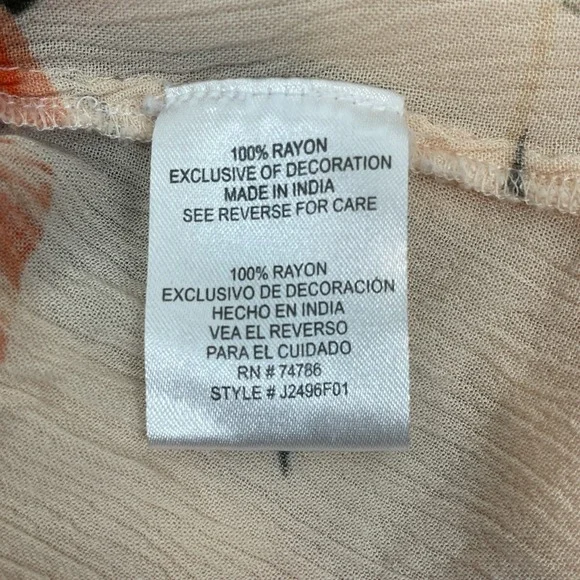 100% RAYON
EXCLUSIVE OF DECORATION
MADE IN INDIA
SEE REVERSE FOR CARE
100% RAYON
EXCLUSIVO DE DECORACIÓN
HECHO EN INDIA
VEA EL REVERSO
PARA EL CUIDADO
RN # 74786
STYLE # J2496F01